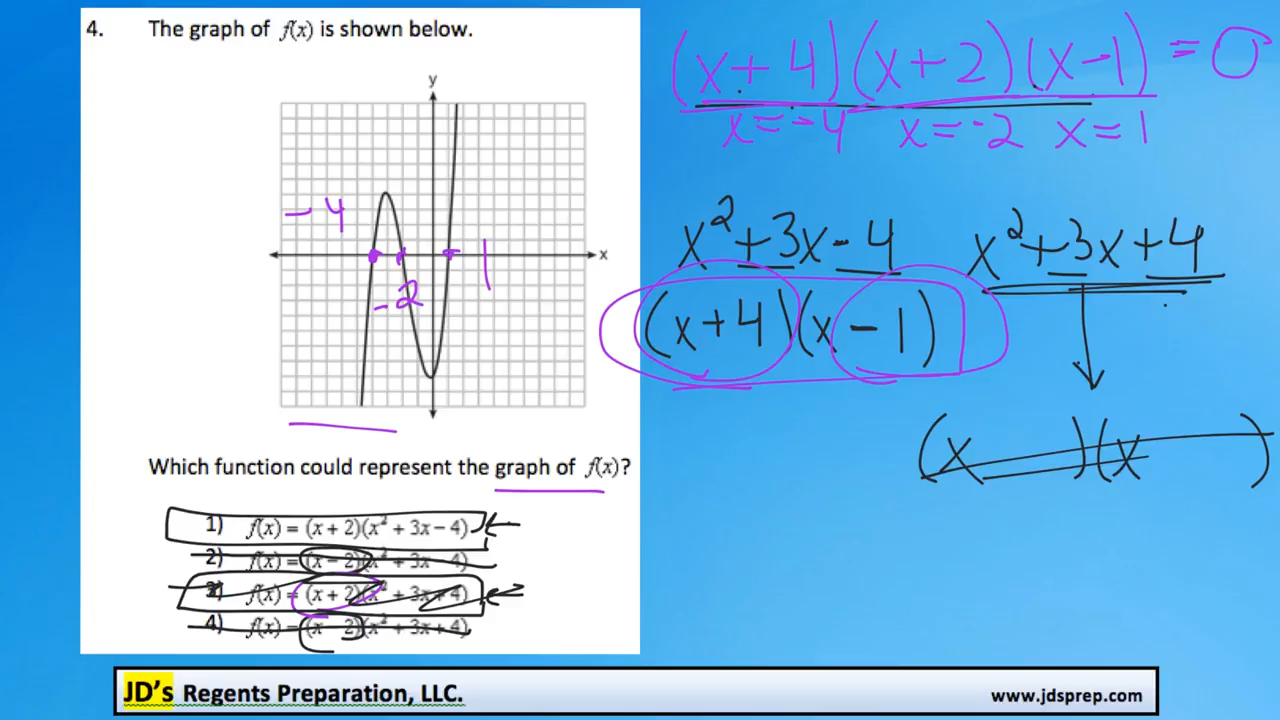 4. The graph of f(x) is shown below.
y
x
-4
-2
1
Which function could represent the graph of f(x)?
1) f(x) = (x + 2)(x² + 3x − 4)
2) f(x) = (x − 2)(x² + 3x − 4)
3) f(x) = (x + 2)(x² + 3x + 4)
4) f(x) = (x − 2)(x² + 3x + 4)
(x+4)(x+2)(x-1)=0
x=-4 x=-2 x=1
x²+3x-4 x²+3x+4
(x+4)(x-1)
(x )(x )
JD's Regents Preparation, LLC. www.jdsprep.com